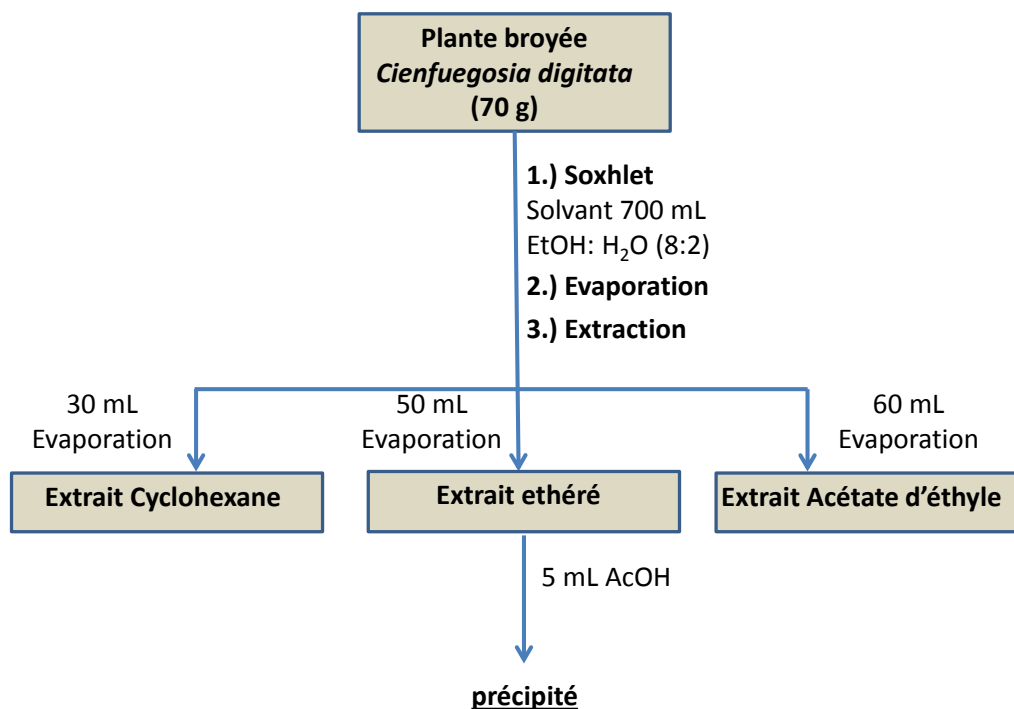 Plante broyée
Cienfuegosia digitata
(70 g)
1.) Soxhlet
Solvant 700 mL
EtOH: H₂O (8:2)
2.) Evaporation
3.) Extraction
30 mL
Evaporation
50 mL
Evaporation
60 mL
Evaporation
Extrait Cyclohexane
Extrait ethéré
Extrait Acétate d'éthyle
5 mL AcOH
précipité